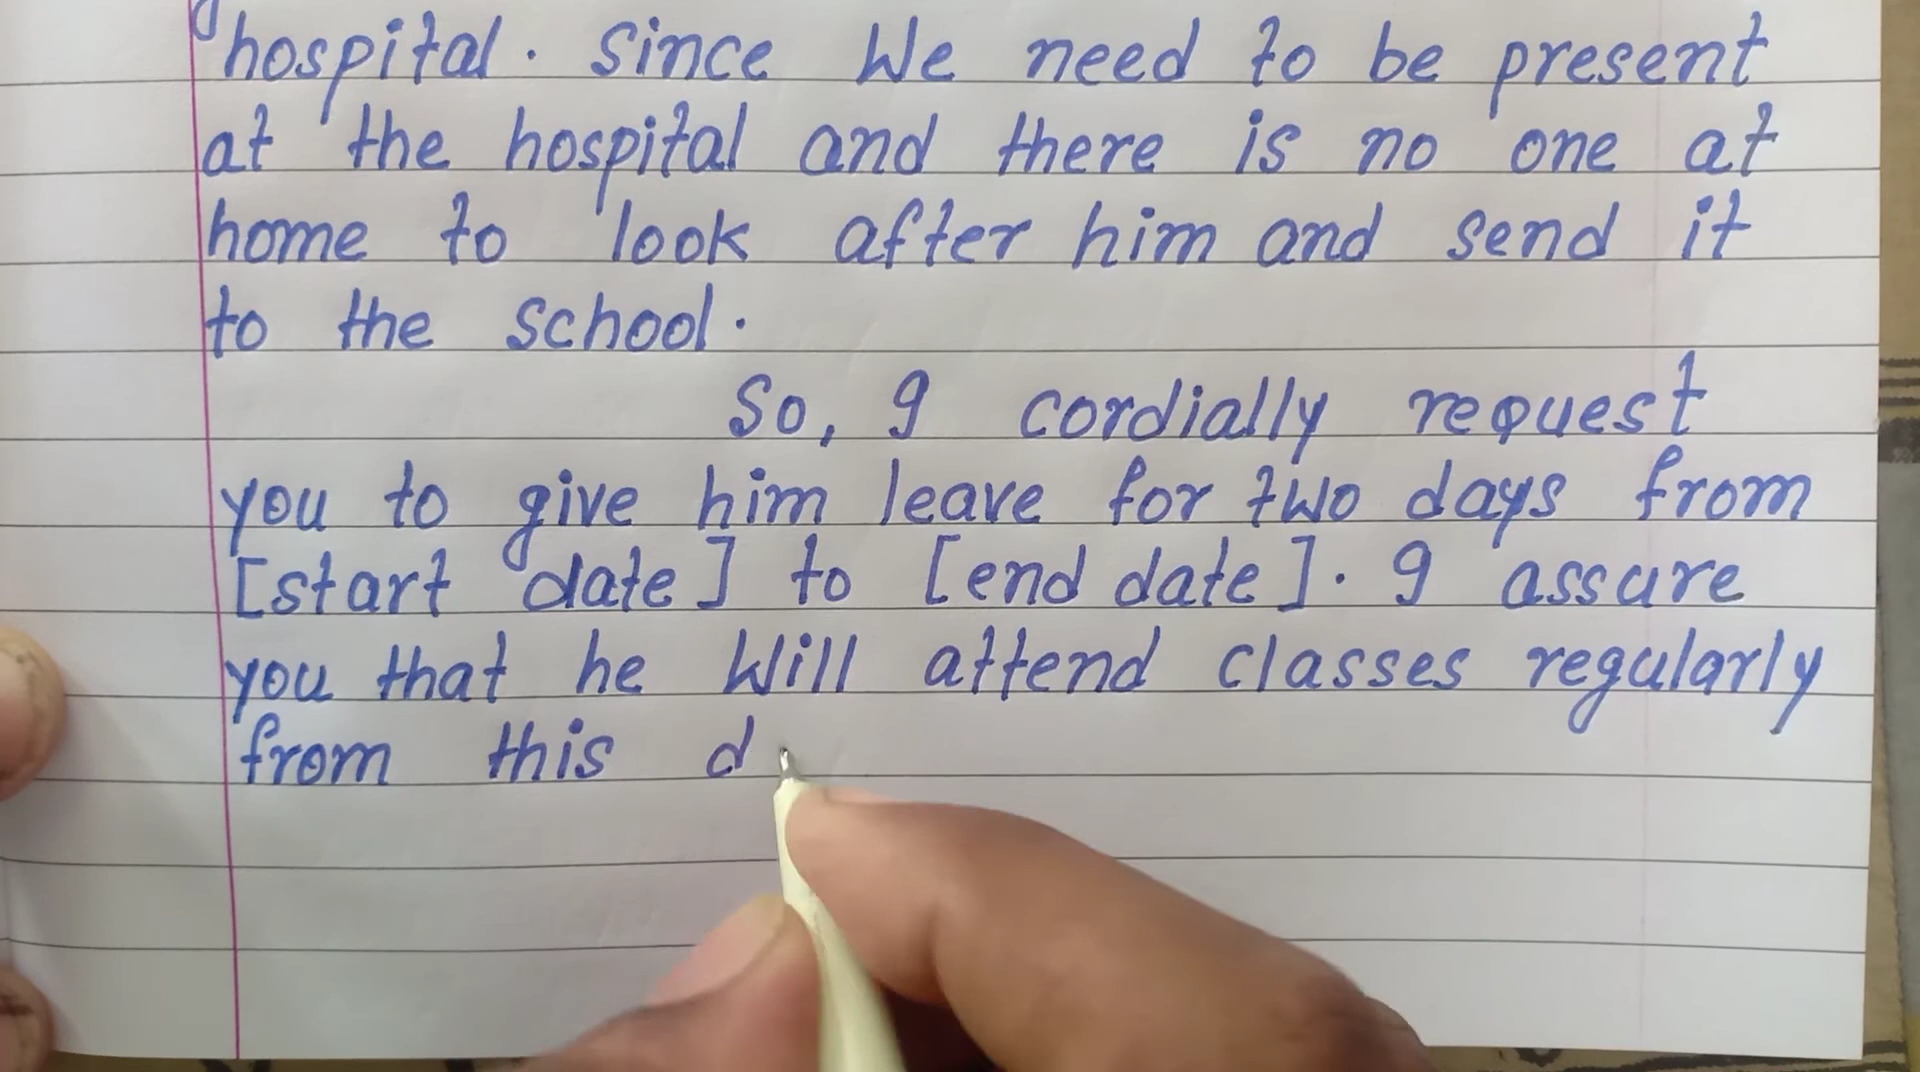 hospital. Since We need to be present
at the hospital and there is no one at
home to look after him and send it
to the school.
So, I cordially request
you to give him leave for two days from
[start date] to [end date]. I assure
you that he Will attend classes regularly
from this d